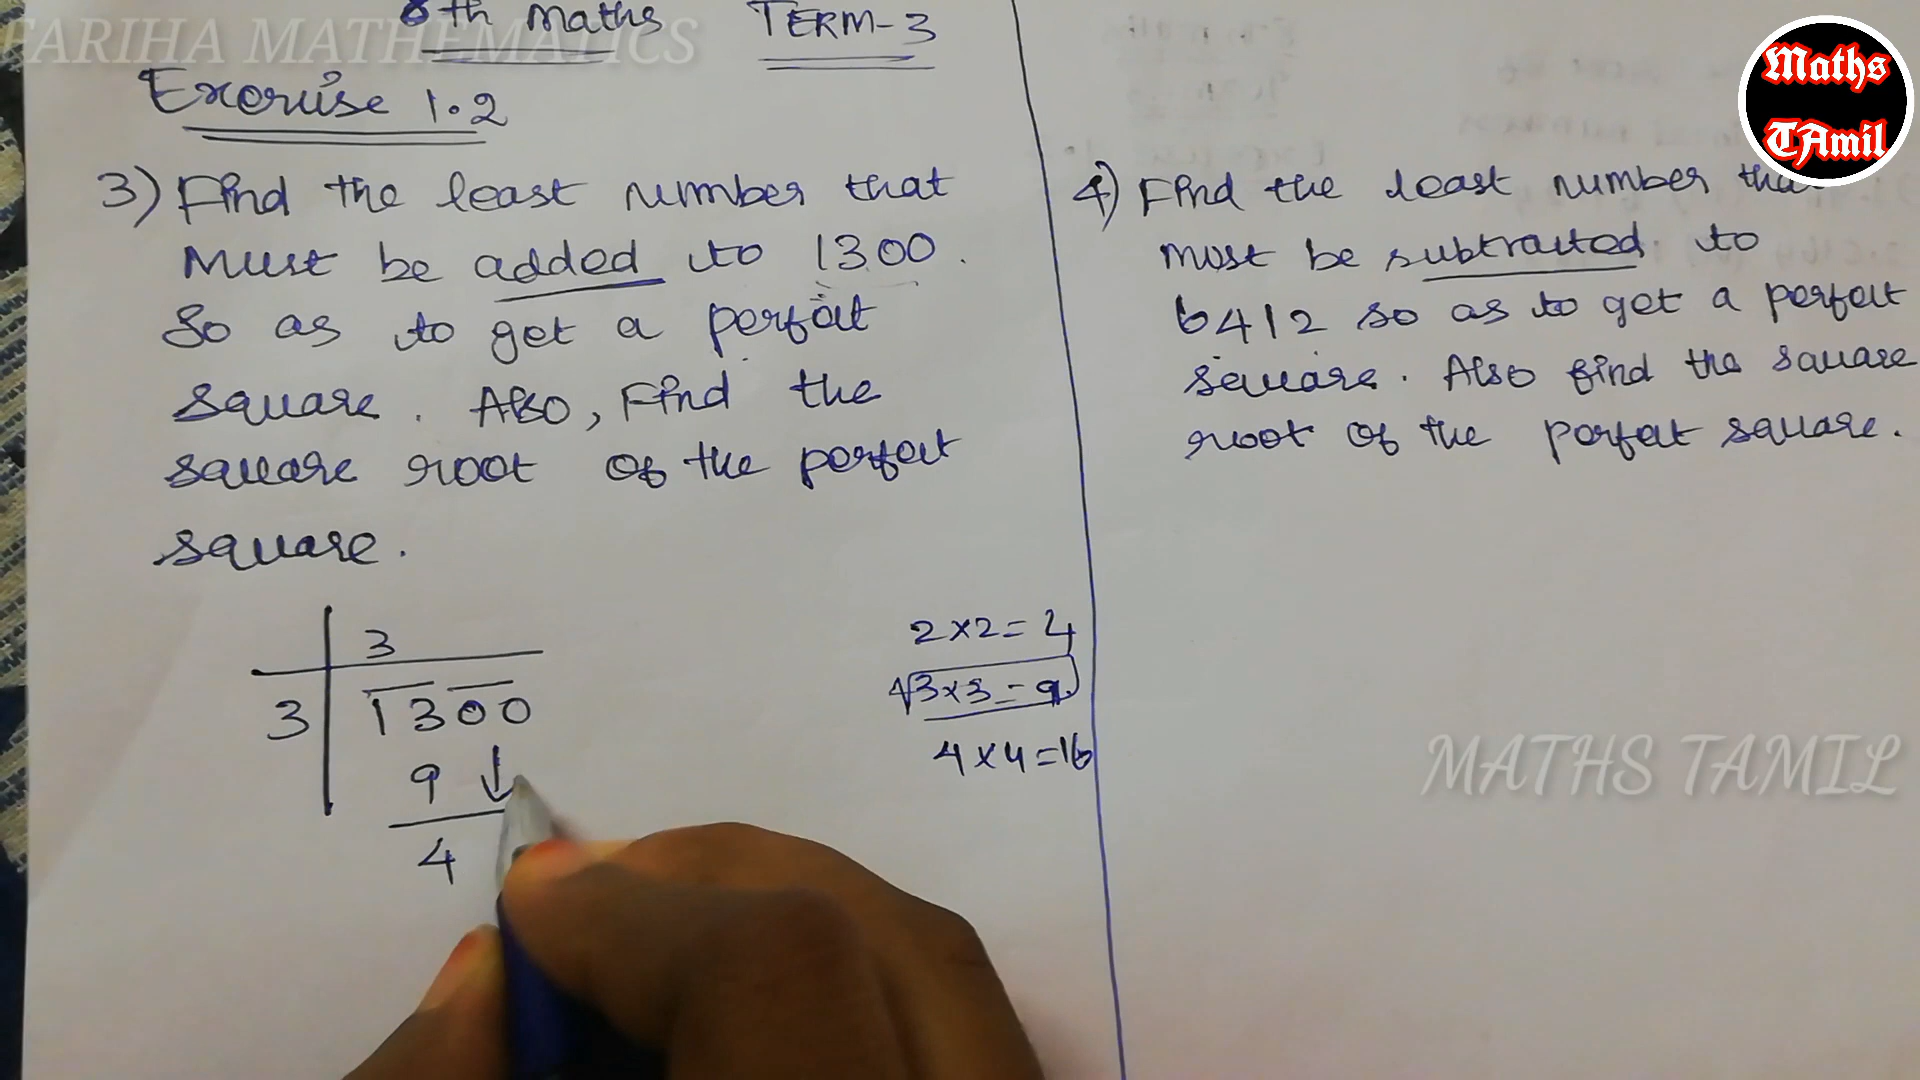 FARIHA MATHEMATICS
8th Maths TERM-3
Exercise 1.2
3) Find the least number that
Must be added to 1300.
So as to get a perfect
square. Also, Find the
square root of the perfect
square.
3
3 1300
9
4
2×2=4
3×3=9
4×4=16
4) Find the least number
must be subtracted to
6412 so as to get a perfect
square. Also find the square
root of the perfect square.
Maths
TAmil
MATHS TAMIL